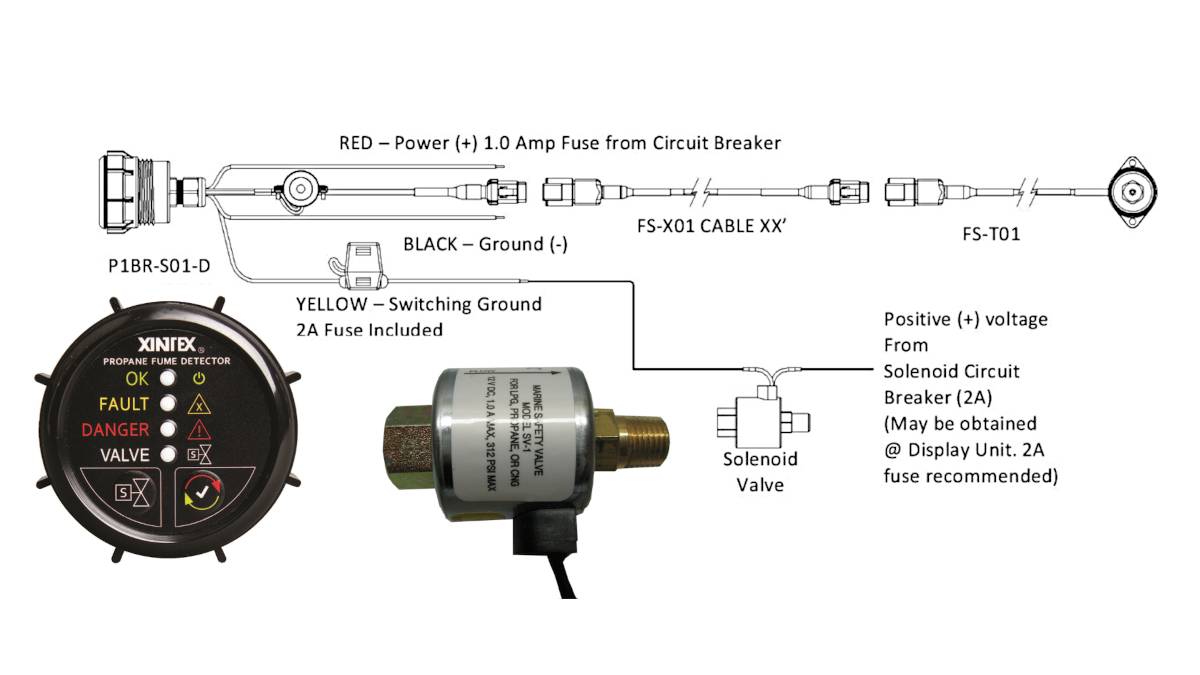 RED – Power (+) 1.0 Amp Fuse from Circuit Breaker
FS-X01 CABLE XX’
FS-T01
BLACK – Ground (-)
P1BR-S01-D
YELLOW – Switching Ground
2A Fuse Included
Positive (+) voltage
From
Solenoid Circuit
Breaker (2A)
(May be obtained
@ Display Unit. 2A
fuse recommended)
Solenoid
Valve
XINTEX®
PROPANE FUME DETECTOR
OK
FAULT
X
DANGER
!
VALVE
S
S
MARINE SAFETY VALVE
MODEL SV-1
FOR LPG, PROPANE, OR CNG
12V DC, 1.0 A MAX, 312 PSI MAX